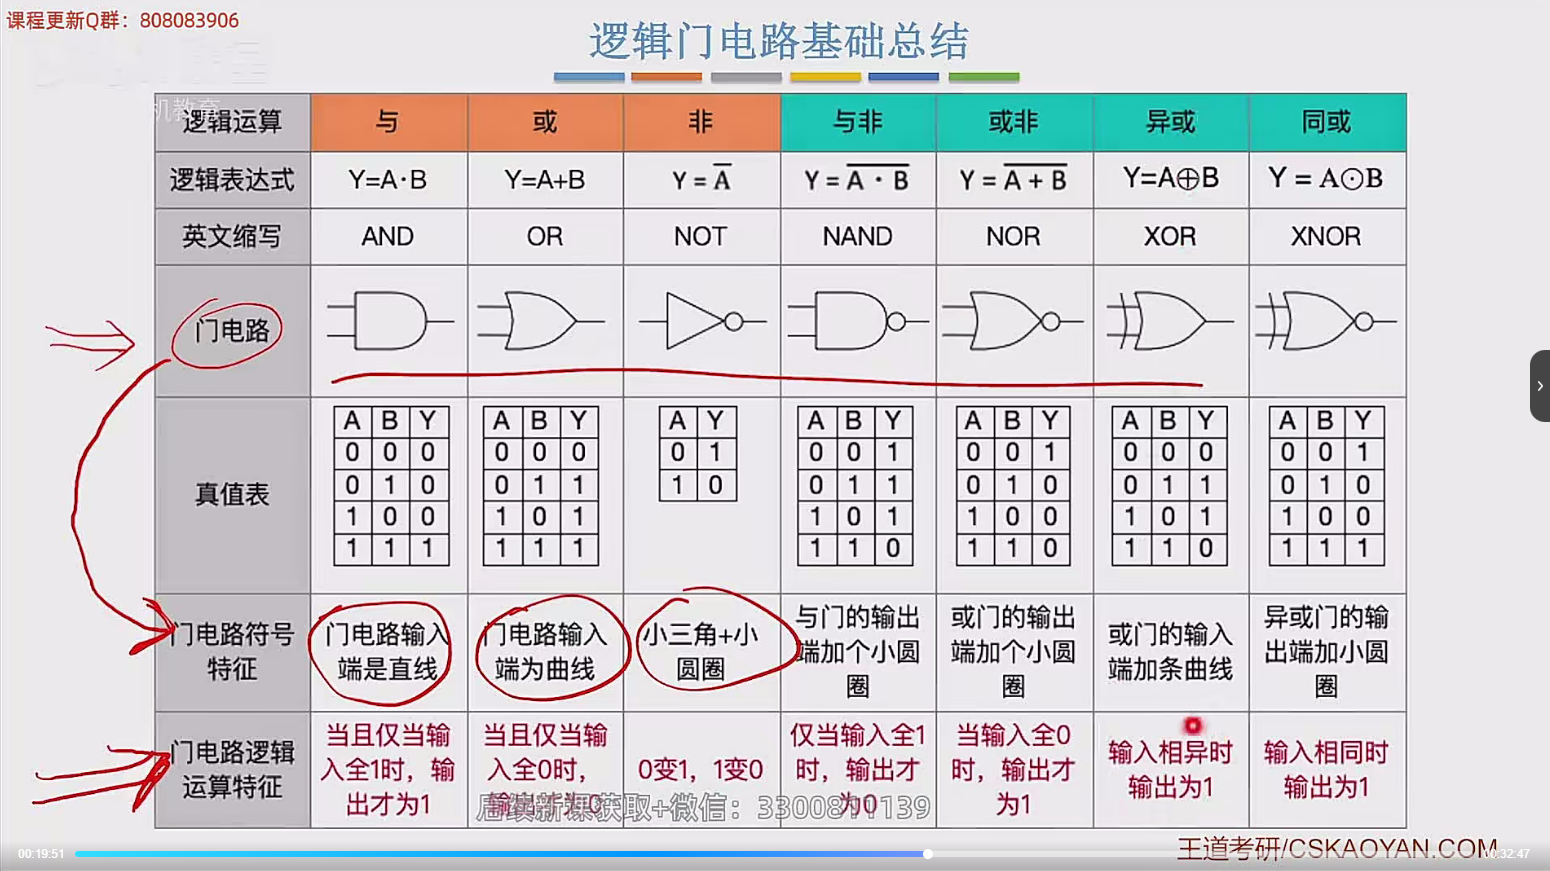 课程更新Q群：808083906
逻辑门电路基础总结
机教育
逻辑运算 与 或 非 与非 或非 异或 同或
逻辑表达式 Y=A·B Y=A+B Y = A̅ Y = A̅ ̅·̅ ̅B̅ Y = A̅ ̅+̅ ̅B̅ Y=A⊕B Y = A⊙B
英文缩写 AND OR NOT NAND NOR XOR XNOR
门电路
真值表
A B Y A B Y A Y A B Y A B Y A B Y A B Y
0 0 0 0 0 0 0 1 0 0 1 0 0 1 0 0 0 0 0 1
0 1 0 0 1 1 1 0 0 1 1 0 1 0 0 1 1 0 1 0
1 0 0 1 0 1 1 0 1 1 0 0 1 0 1 1 0 0
1 1 1 1 1 1 1 1 0 1 1 0 1 1 0 1 1 1
门电路符号
特征
门电路输入
端是直线
门电路输入
端为曲线
小三角+小
圆圈
与门的输出
端加个小圆
圈
或门的输出
端加个小圆
圈
或门的输入
端加条曲线
异或门的输
出端加小圆
圈
门电路逻辑
运算特征
当且仅当输
入全1时，输
出才为1
当且仅当输
入全0时，
输出才为0
0变1，1变0
仅当输入全1
时，输出才
为0
当输入全0
时，输出才
为1
输入相异时
输出为1
输入相同时
输出为1
后续新课获取+微信：3300811139
王道考研/CSKAOYAN.COM
00:19:51
00:32:47